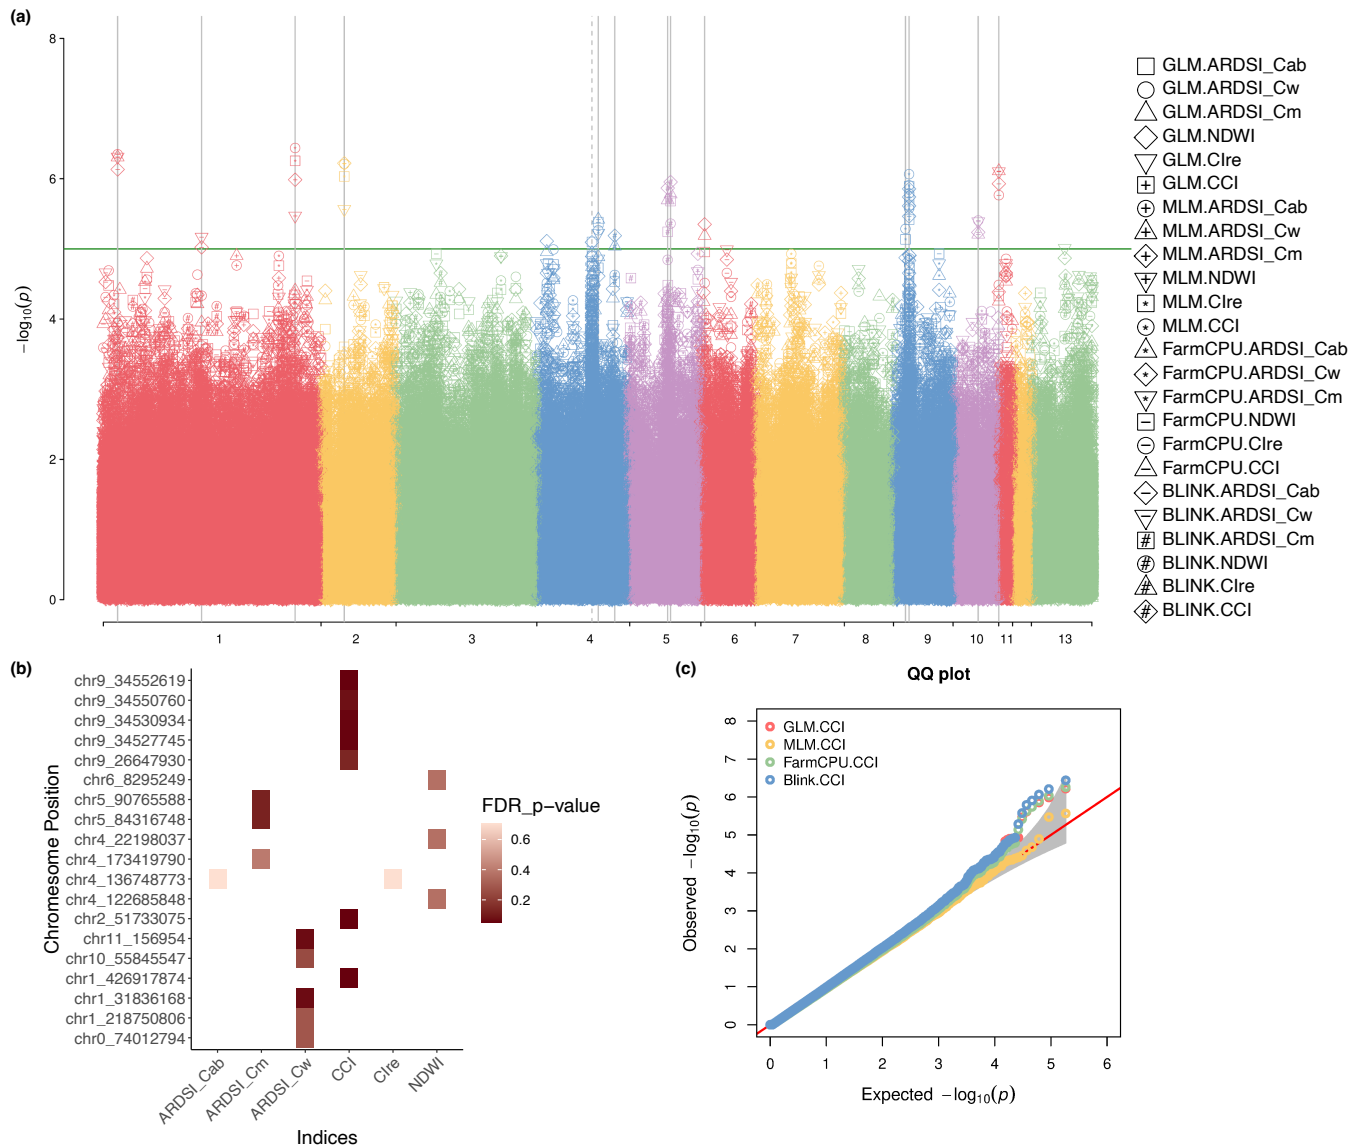 (a)
8
6
4
2
0
−log10(p)
1 2 3 4 5 6 7 8 9 10 11 13
GLM.ARDSI_Cab
GLM.ARDSI_Cw
GLM.ARDSI_Cm
GLM.NDWI
GLM.CIre
GLM.CCI
MLM.ARDSI_Cab
MLM.ARDSI_Cw
MLM.ARDSI_Cm
MLM.NDWI
MLM.CIre
MLM.CCI
FarmCPU.ARDSI_Cab
FarmCPU.ARDSI_Cw
FarmCPU.ARDSI_Cm
FarmCPU.NDWI
FarmCPU.CIre
FarmCPU.CCI
BLINK.ARDSI_Cab
BLINK.ARDSI_Cw
BLINK.ARDSI_Cm
BLINK.NDWI
BLINK.CIre
BLINK.CCI
(b)
Chromesome Position
chr9_34552619
chr9_34550760
chr9_34530934
chr9_34527745
chr9_26647930
chr6_8295249
chr5_90765588
chr5_84316748
chr4_22198037
chr4_173419790
chr4_136748773
chr4_122685848
chr2_51733075
chr11_156954
chr10_55845547
chr1_426917874
chr1_31836168
chr1_218750806
chr0_74012794
ARDSI_Cab
ARDSI_Cm
ARDSI_Cw
CCI
CIre
NDWI
Indices
FDR_p−value
0.6
0.4
0.2
(c)
QQ plot
GLM.CCI
MLM.CCI
FarmCPU.CCI
Blink.CCI
8
7
6
5
4
3
2
1
0
Observed −log10(p)
0 1 2 3 4 5 6
Expected −log10(p)